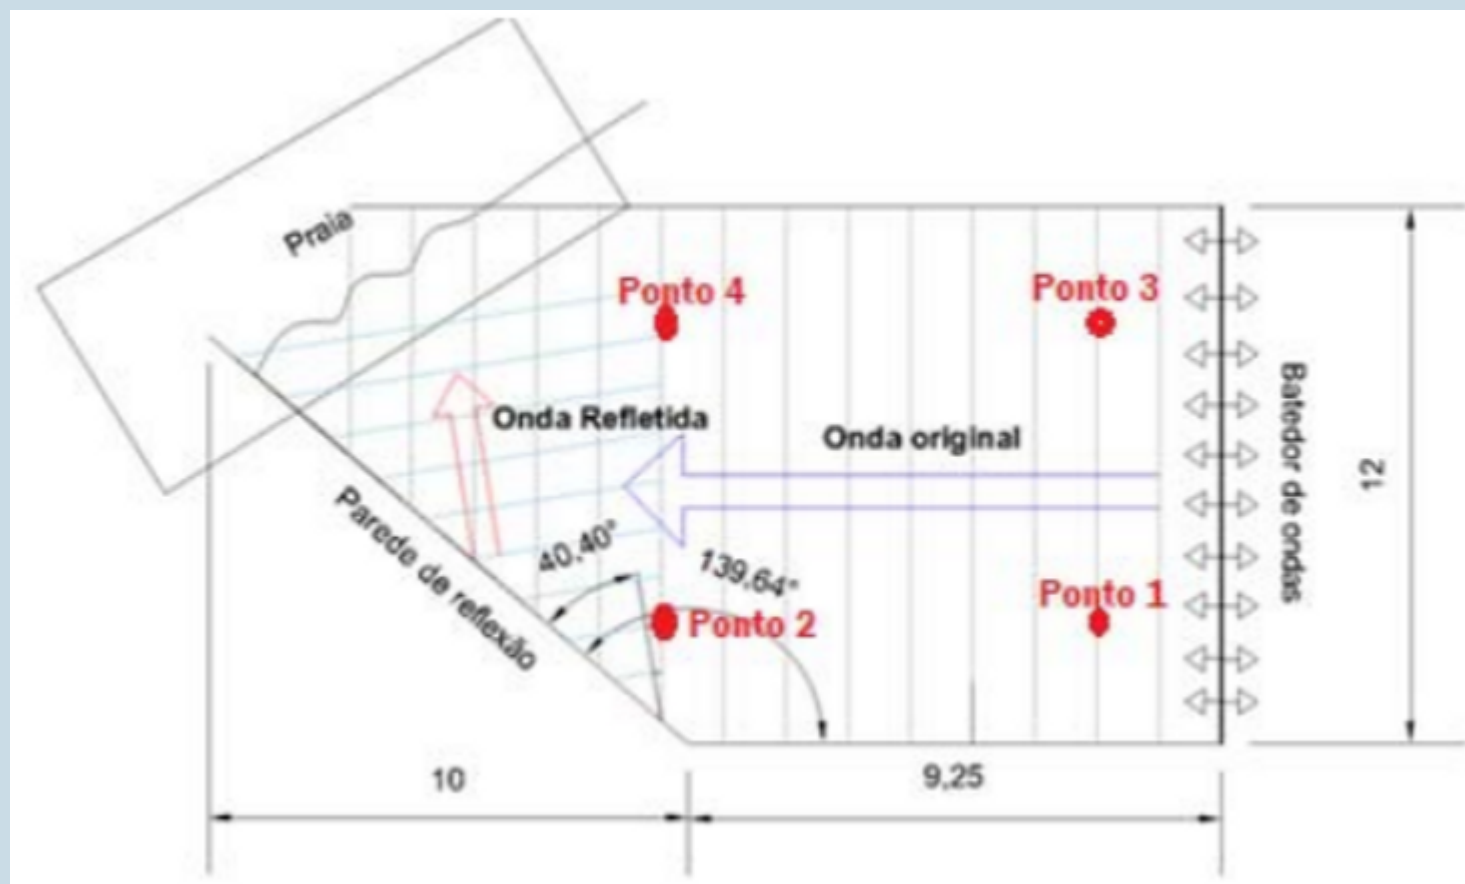 Praia
Ponto 4
Ponto 3
Onda Refletida
Onda original
Batedor de ondas
12
Parede de reflexão
40,40°
139,64°
Ponto 2
Ponto 1
10
9,25